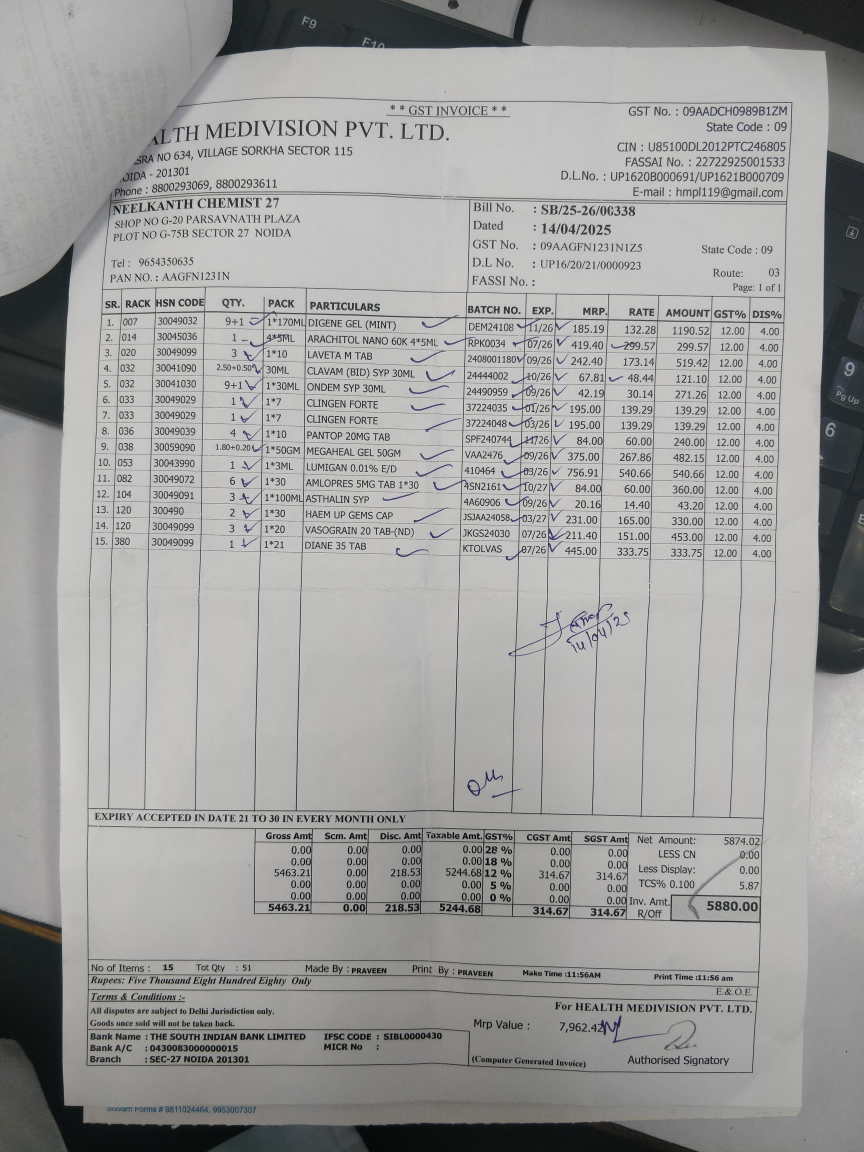 * * GST INVOICE * *
GST No. : 09AADCH0989B1ZM
State Code : 09
ALTH MEDIVISION PVT. LTD.
CIN : U85100DL2012PTC246805
SRA NO 634, VILLAGE SORKHA SECTOR 115
FASSAI No. : 22722925001533
OIDA - 201301
D.L.No. : UP1620B000691/UP1621B000709
Phone : 8800293069, 8800293611
E-mail : hmpl119@gmail.com
NEELKANTH CHEMIST 27
SHOP NO G-20 PARSAVNATH PLAZA
PLOT NO G-75B SECTOR 27 NOIDA
Tel : 9654350635
PAN NO. : AAGFN1231N
Bill No. : SB/25-26/00338
Dated : 14/04/2025
GST No. : 09AAGFN1231N1Z5 State Code : 09
D.L No. : UP16/20/21/0000923
Route: 03
FASSI No. :
Page: 1 of 1
SR. RACK HSN CODE QTY. PACK PARTICULARS BATCH NO. EXP. MRP. RATE AMOUNT GST% DIS%
1. 007 30049032 9+1 1*170ML DIGENE GEL (MINT) DEM24108 11/26 185.19 132.28 1190.52 12.00 4.00
2. 014 30045036 1 4*5ML ARACHITOL NANO 60K 4*5ML RPK0034 07/26 419.40 299.57 299.57 12.00 4.00
3. 020 30049099 3 1*10 LAVETA M TAB 2408001180 09/26 242.40 173.14 519.42 12.00 4.00
4. 032 30041090 2.50+0.50 30ML CLAVAM (BID) SYP 30ML 24444002 10/26 67.81 48.44 121.10 12.00 4.00
5. 032 30041030 9+1 1*30ML ONDEM SYP 30ML 24490959 09/26 42.19 30.14 271.26 12.00 4.00
6. 033 30049029 1 1*7 CLINGEN FORTE 37224035 01/26 195.00 139.29 139.29 12.00 4.00
7. 033 30049029 1 1*7 CLINGEN FORTE 37224048 03/26 195.00 139.29 139.29 12.00 4.00
8. 036 30049039 4 1*10 PANTOP 20MG TAB SPF240744 11/26 84.00 60.00 240.00 12.00 4.00
9. 038 30059090 1.80+0.20 1*50GM MEGAHEAL GEL 50GM VAA2476 09/26 375.00 267.86 482.15 12.00 4.00
10. 053 30043990 1 1*3ML LUMIGAN 0.01% E/D 410464 03/26 756.91 540.66 540.66 12.00 4.00
11. 082 30049072 6 1*30 AMLOPRES 5MG TAB 1*30 4SN2161 10/27 84.00 60.00 360.00 12.00 4.00
12. 104 30049091 3 1*100ML ASTHALIN SYP 4A60906 09/26 20.16 14.40 43.20 12.00 4.00
13. 120 300490 2 1*30 HAEM UP GEMS CAP JSJAA24058 03/27 231.00 165.00 330.00 12.00 4.00
14. 120 30049099 3 1*20 VASOGRAIN 20 TAB-(ND) JKGS24030 07/26 211.40 151.00 453.00 12.00 4.00
15. 380 30049099 1 1*21 DIANE 35 TAB KTOLVAS 07/26 445.00 333.75 333.75 12.00 4.00
14/04/25
EXPIRY ACCEPTED IN DATE 21 TO 30 IN EVERY MONTH ONLY
Gross Amt Scm. Amt Disc. Amt Taxable Amt. GST% CGST Amt SGST Amt
0.00 0.00 0.00 0.00 28 % 0.00 0.00
0.00 0.00 0.00 0.00 18 % 0.00 0.00
5463.21 0.00 218.53 5244.68 12 % 314.67 314.67
0.00 0.00 0.00 0.00 5 % 0.00 0.00
0.00 0.00 0.00 0.00 0 % 0.00 0.00
5463.21 0.00 218.53 5244.68 314.67 314.67
Net Amount: 5874.02
LESS CN 0.00
Less Display: 0.00
TCS% 0.100 5.87
Inv. Amt. 5880.00
R/Off
No of Items : 15 Tot Qty : 51 Made By : PRAVEEN Print By : PRAVEEN Make Time :11:56AM Print Time :11:56 am
Rupees: Five Thousand Eight Hundred Eighty Only
E.& O.E.
Terms & Conditions :-
All disputes are subject to Delhi Jurisdiction only.
Goods once sold will not be taken back.
For HEALTH MEDIVISION PVT. LTD.
Mrp Value : 7,962.42
Bank Name : THE SOUTH INDIAN BANK LIMITED IFSC CODE : SIBL0000430
Bank A/C : 0430083000000015 MICR No :
Branch : SEC-27 NOIDA 201301
(Computer Generated Invoice) Authorised Signatory
Forms # 9811024464, 9953007307
F9
F10
9
Pg Up
6